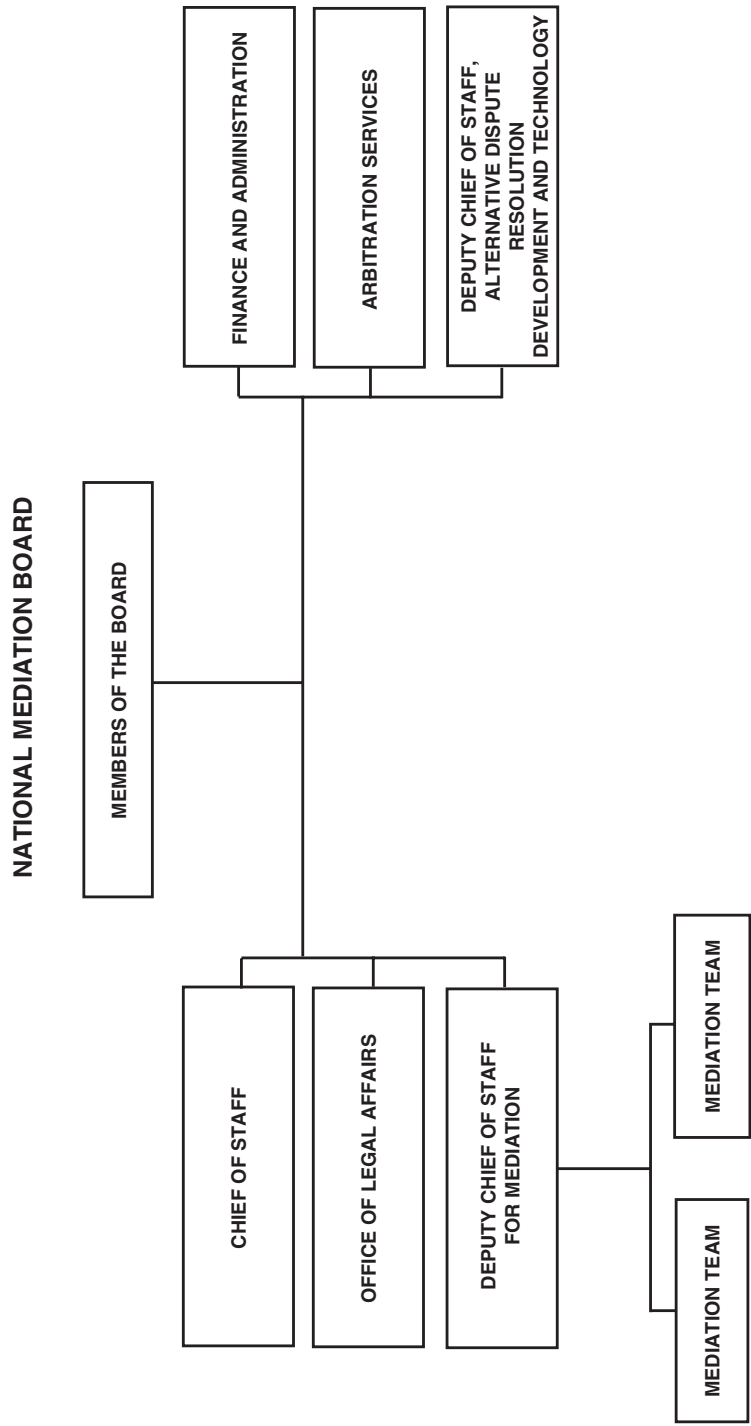 NATIONAL MEDIATION BOARD
MEMBERS OF THE BOARD
CHIEF OF STAFF
OFFICE OF LEGAL AFFAIRS
DEPUTY CHIEF OF STAFF
FOR MEDIATION
MEDIATION TEAM
MEDIATION TEAM
FINANCE AND ADMINISTRATION
ARBITRATION SERVICES
DEPUTY CHIEF OF STAFF,
ALTERNATIVE DISPUTE
RESOLUTION
DEVELOPMENT AND TECHNOLOGY